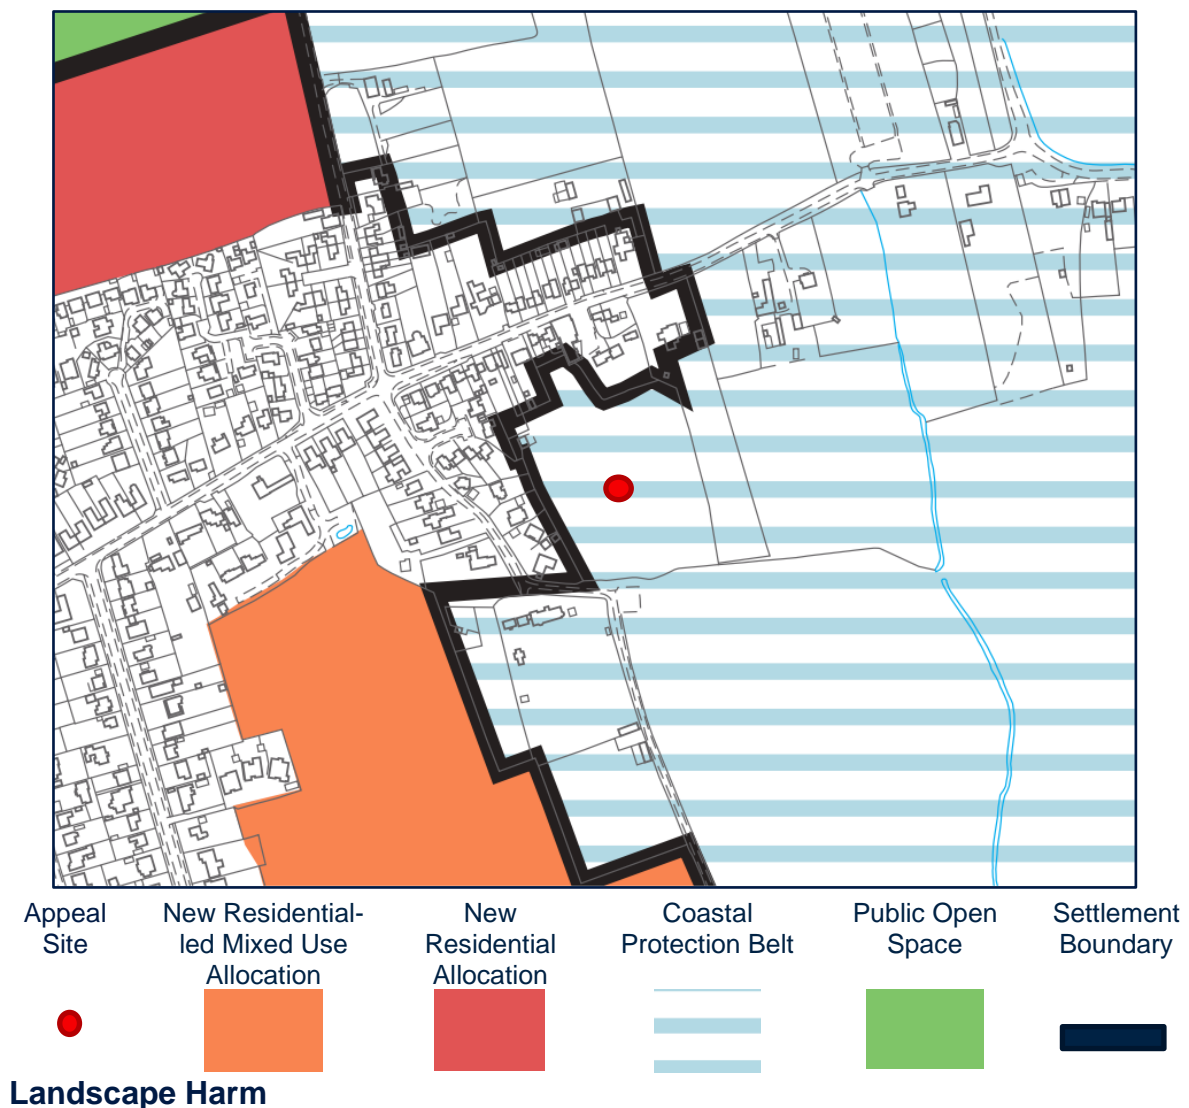 Appeal
Site
New Residential-
led Mixed Use
Allocation
New
Residential
Allocation
Coastal
Protection Belt
Public Open
Space
Settlement
Boundary
Landscape Harm